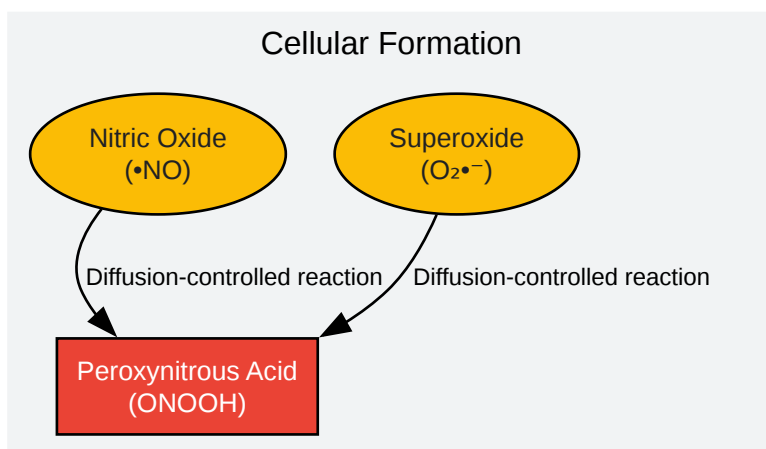 Cellular Formation
Nitric Oxide
(•NO)
Superoxide
(O₂•⁻)
Diffusion-controlled reaction
Diffusion-controlled reaction
Peroxynitrous Acid
(ONOOH)